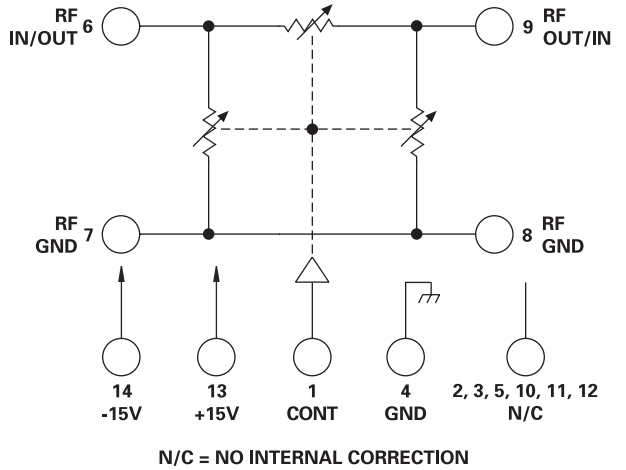 RF
IN/OUT 6
9 RF
OUT/IN
RF
GND 7
8 RF
GND
14
-15V
13
+15V
1
CONT
4
GND
2, 3, 5, 10, 11, 12
N/C
N/C = NO INTERNAL CORRECTION